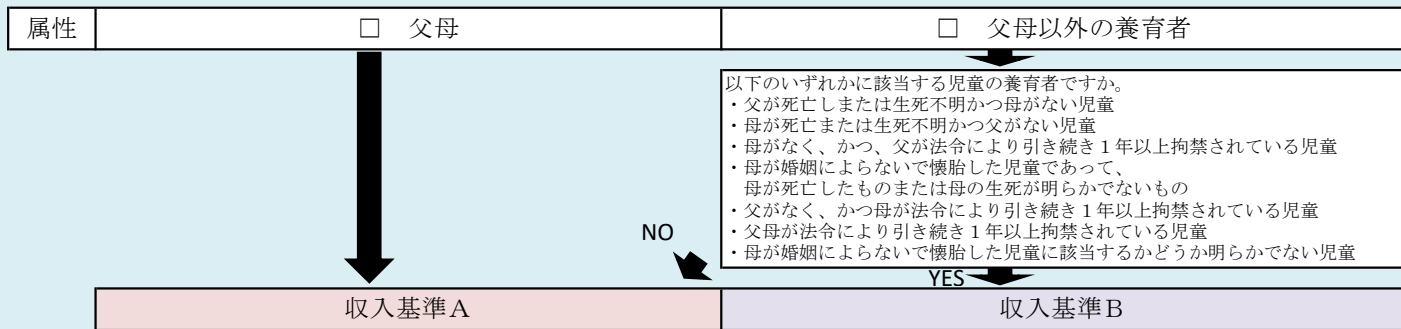 属性
□ 父母
□ 父母以外の養育者
以下のいずれかに該当する児童の養育者ですか。
・父が死亡しまたは生死不明かつ母がない児童
・母が死亡または生死不明かつ父がない児童
・母がなく、かつ、父が法令により引き続き１年以上拘禁されている児童
・母が婚姻によらないで懐胎した児童であって、
母が死亡したものまたは母の生死が明らかでないもの
・父がなく、かつ母が法令により引き続き１年以上拘禁されている児童
・父母が法令により引き続き１年以上拘禁されている児童
・母が婚姻によらないで懐胎した児童に該当するかどうか明らかでない児童
NO
YES
収入基準Ａ
収入基準Ｂ